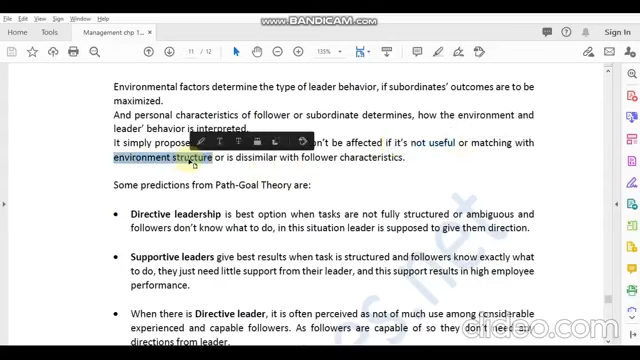 www.BANDICAM.com
File Edit View Sign Window Help
Home Tools Management chp 1... × Sign In
11 / 12 135%
Environmental factors determine the type of leader behavior, if subordinates' outcomes are to be
maximized.
And personal characteristics of follower or subordinate determines, how the environment and
leader' behavior is interpreted.
It simply propose n't be affected if it's not useful or matching with
environment structure or is dissimilar with follower characteristics.
Some predictions from Path-Goal Theory are:
• Directive leadership is best option when tasks are not fully structured or ambiguous and
followers don't know what to do, in this situation leader is supposed to give them direction.
• Supportive leaders give best results when task is structured and followers know exactly what
to do, they just need little support from their leader, and this support results in high employee
performance.
• When there is Directive leader, it is often perceived as not of much use among considerable
experienced and capable followers. As followers are capable of so they don't need any
directions from leader.